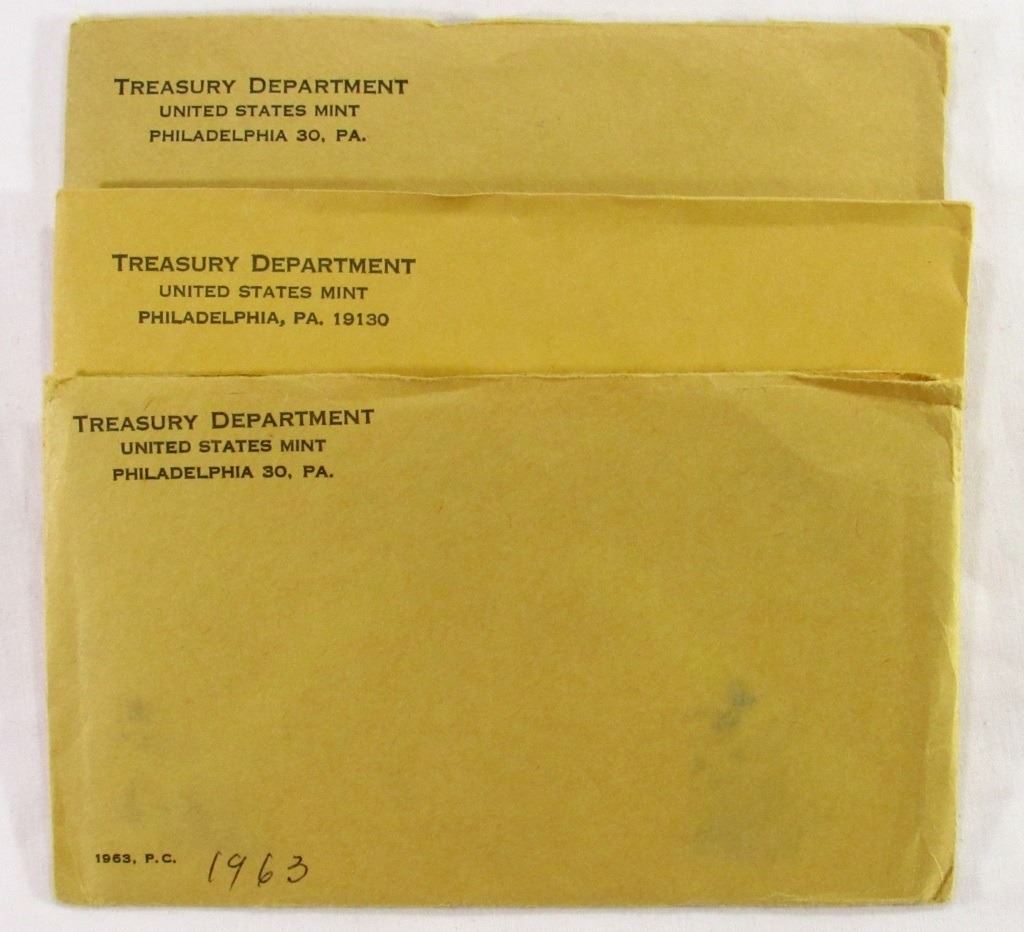 TREASURY DEPARTMENT
UNITED STATES MINT
PHILADELPHIA 30, PA.
TREASURY DEPARTMENT
UNITED STATES MINT
PHILADELPHIA, PA. 19130
TREASURY DEPARTMENT
UNITED STATES MINT
PHILADELPHIA 30, PA.
1963, P.C. 1963